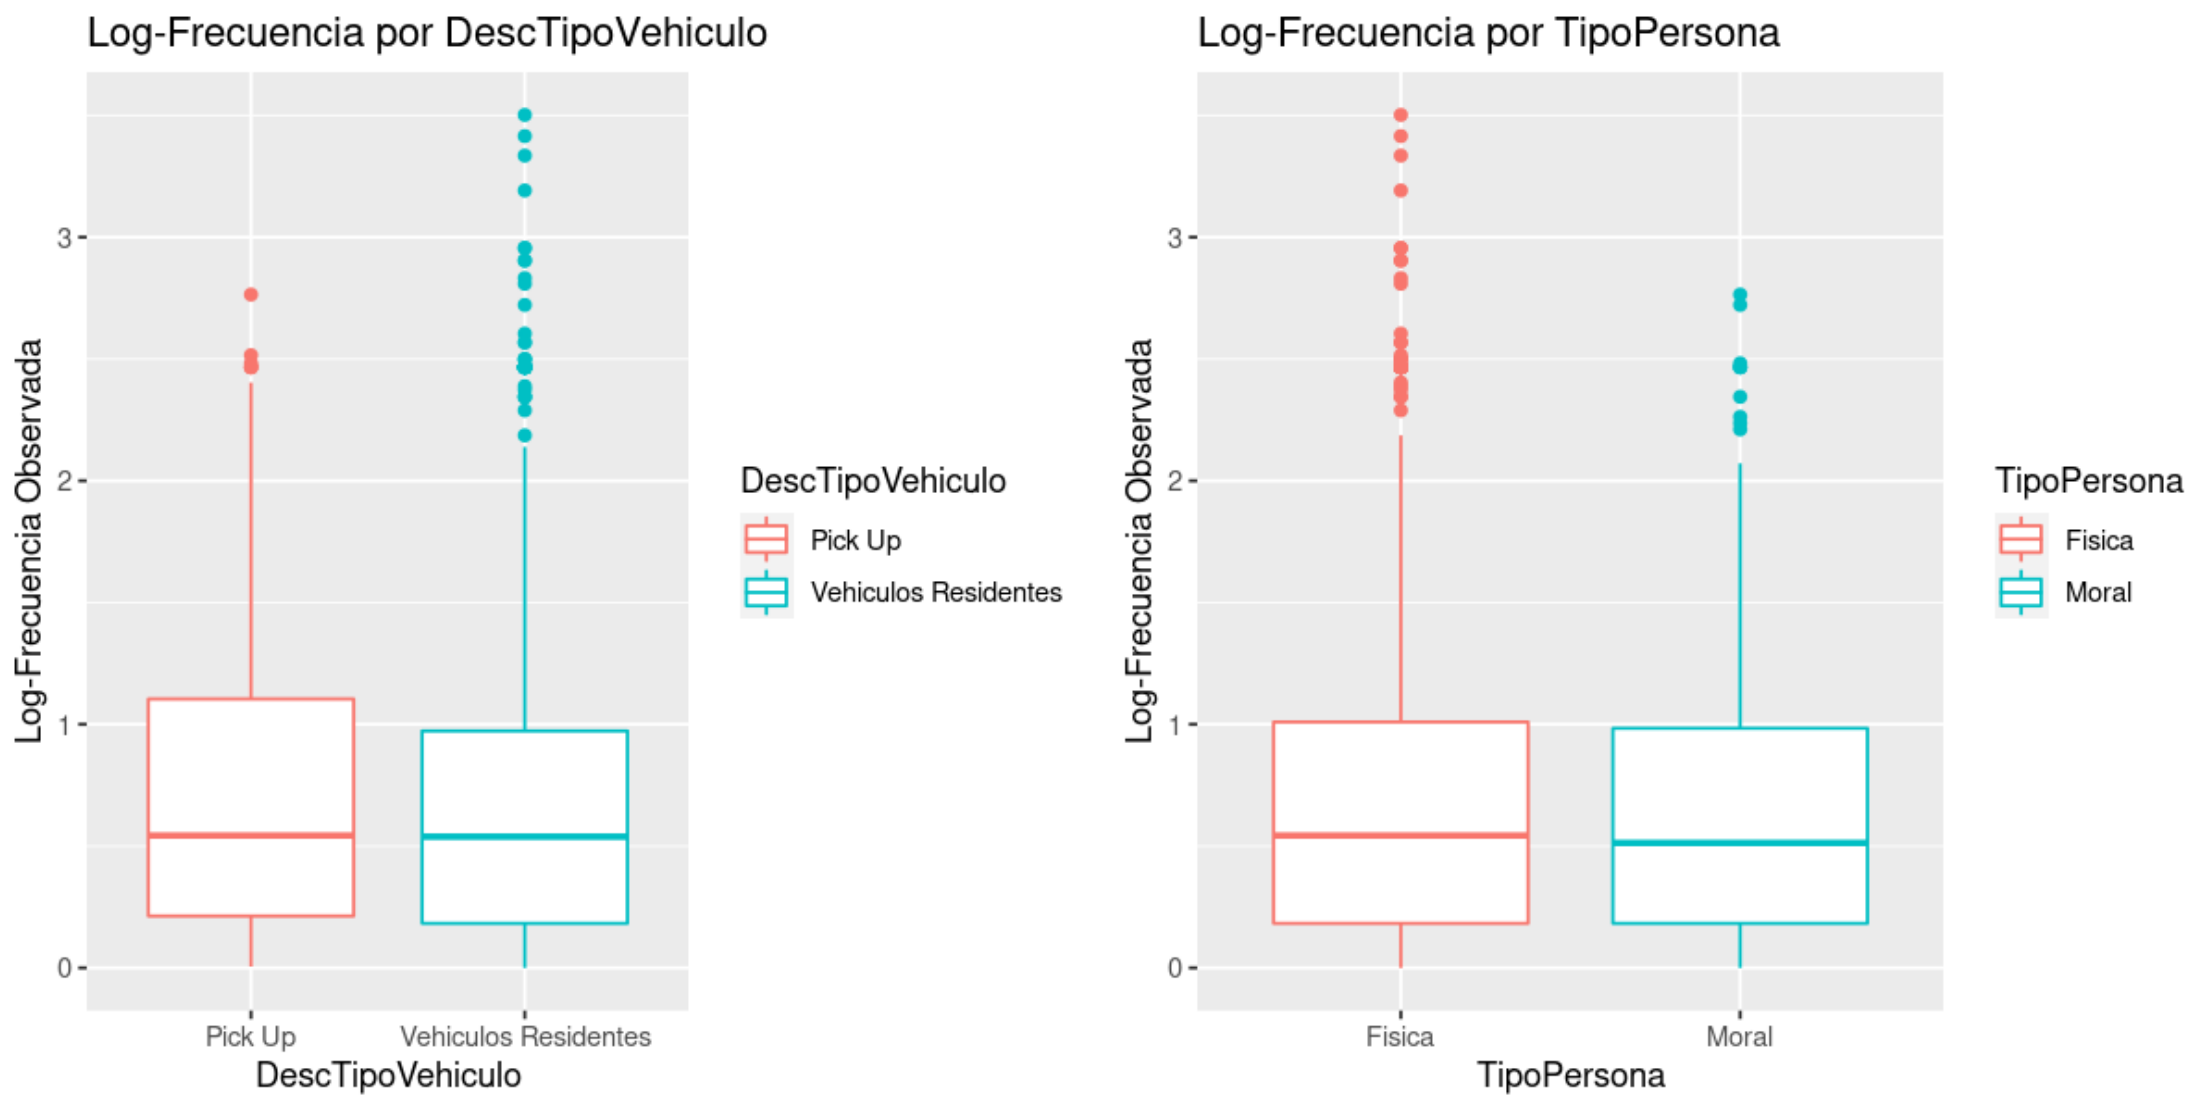 Log-Frecuencia por DescTipoVehiculo
Log-Frecuencia Observada
3
2
1
0
Pick Up
Vehiculos Residentes
DescTipoVehiculo
DescTipoVehiculo
Pick Up
Vehiculos Residentes
Log-Frecuencia por TipoPersona
Log-Frecuencia Observada
3
2
1
0
Fisica
Moral
TipoPersona
TipoPersona
Fisica
Moral